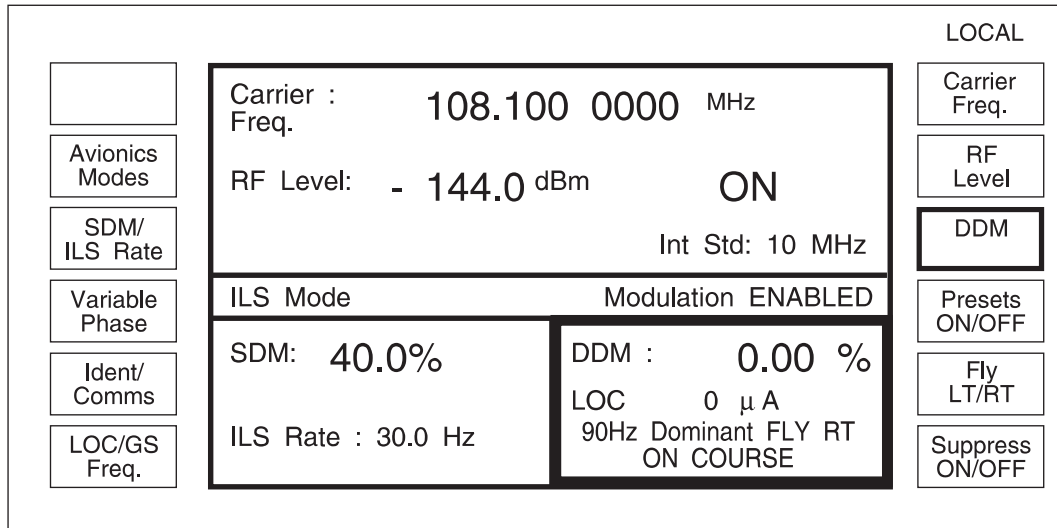 LOCAL
Avionics
Modes
SDM/
ILS Rate
Variable
Phase
Ident/
Comms
LOC/GS
Freq.
Carrier :
Freq.
108.100 0000 MHz
RF Level: - 144.0 dBm ON
Int Std: 10 MHz
ILS Mode Modulation ENABLED
SDM: 40.0%
ILS Rate : 30.0 Hz
DDM : 0.00 %
LOC 0 μ A
90Hz Dominant FLY RT
ON COURSE
Carrier
Freq.
RF
Level
DDM
Presets
ON/OFF
Fly
LT/RT
Suppress
ON/OFF